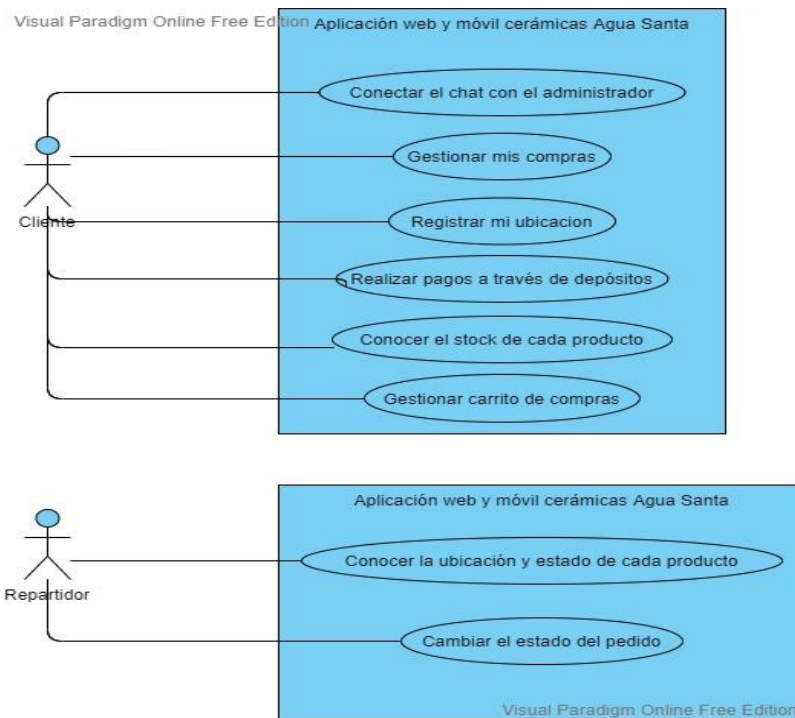 Visual Paradigm Online Free Edition
Aplicación web y móvil cerámicas Agua Santa
Conectar el chat con el administrador
Gestionar mis compras
Cliente
Registrar mi ubicacion
Realizar pagos a través de depósitos
Conocer el stock de cada producto
Gestionar carrito de compras
Aplicación web y móvil cerámicas Agua Santa
Conocer la ubicación y estado de cada producto
Repartidor
Cambiar el estado del pedido
Visual Paradigm Online Free Edition